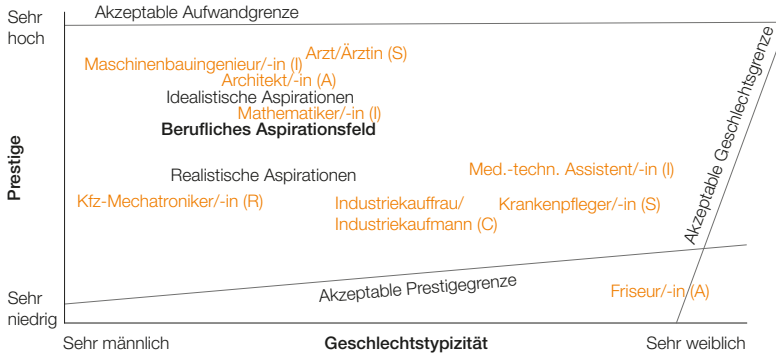 Sehr
hoch
Akzeptable Aufwandgrenze
Arzt/Ärztin (S)
Maschinenbauingenieur/-in (I)
Architekt/-in (A)
Idealistische Aspirationen
Mathematiker/-in (I)
Berufliches Aspirationsfeld
Prestige
Realistische Aspirationen
Med.-techn. Assistent/-in (I)
Kfz-Mechatroniker/-in (R)
Industriekauffrau/
Industriekaufmann (C)
Krankenpfleger/-in (S)
Akzeptable Geschlechtsgrenze
Akzeptable Prestigegrenze
Friseur/-in (A)
Sehr
niedrig
Sehr männlich
Geschlechtstypizität
Sehr weiblich